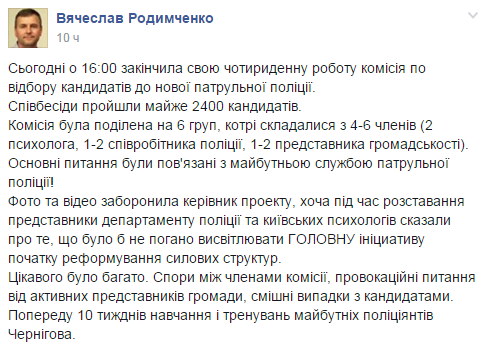 Вячеслав Родимченко
10 ч
Сьогодні о 16:00 закінчила свою чотириденну роботу комісія по
відбору кандидатів до нової патрульної поліції.
Співбесіди пройшли майже 2400 кандидатів.
Комісія була поділена на 6 груп, котрі складалися з 4-6 членів (2
психолога, 1-2 співробітника поліції, 1-2 представника громадськості).
Основні питання були пов'язані з майбутньою службою патрульної
поліції!
Фото та відео заборонила керівник проекту, хоча під час розставання
представники департаменту поліції та київських психологів сказали
про те, що було б не погано висвітлювати ГОЛОВНУ ініціативу
початку реформування силових структур.
Цікавого було багато. Спори між членами комісії, провокаційні питання
від активних представників громади, смішні випадки з кандидатами.
Попереду 10 тижднів навчання і тренувань майбутніх поліціянтів
Чернігова.